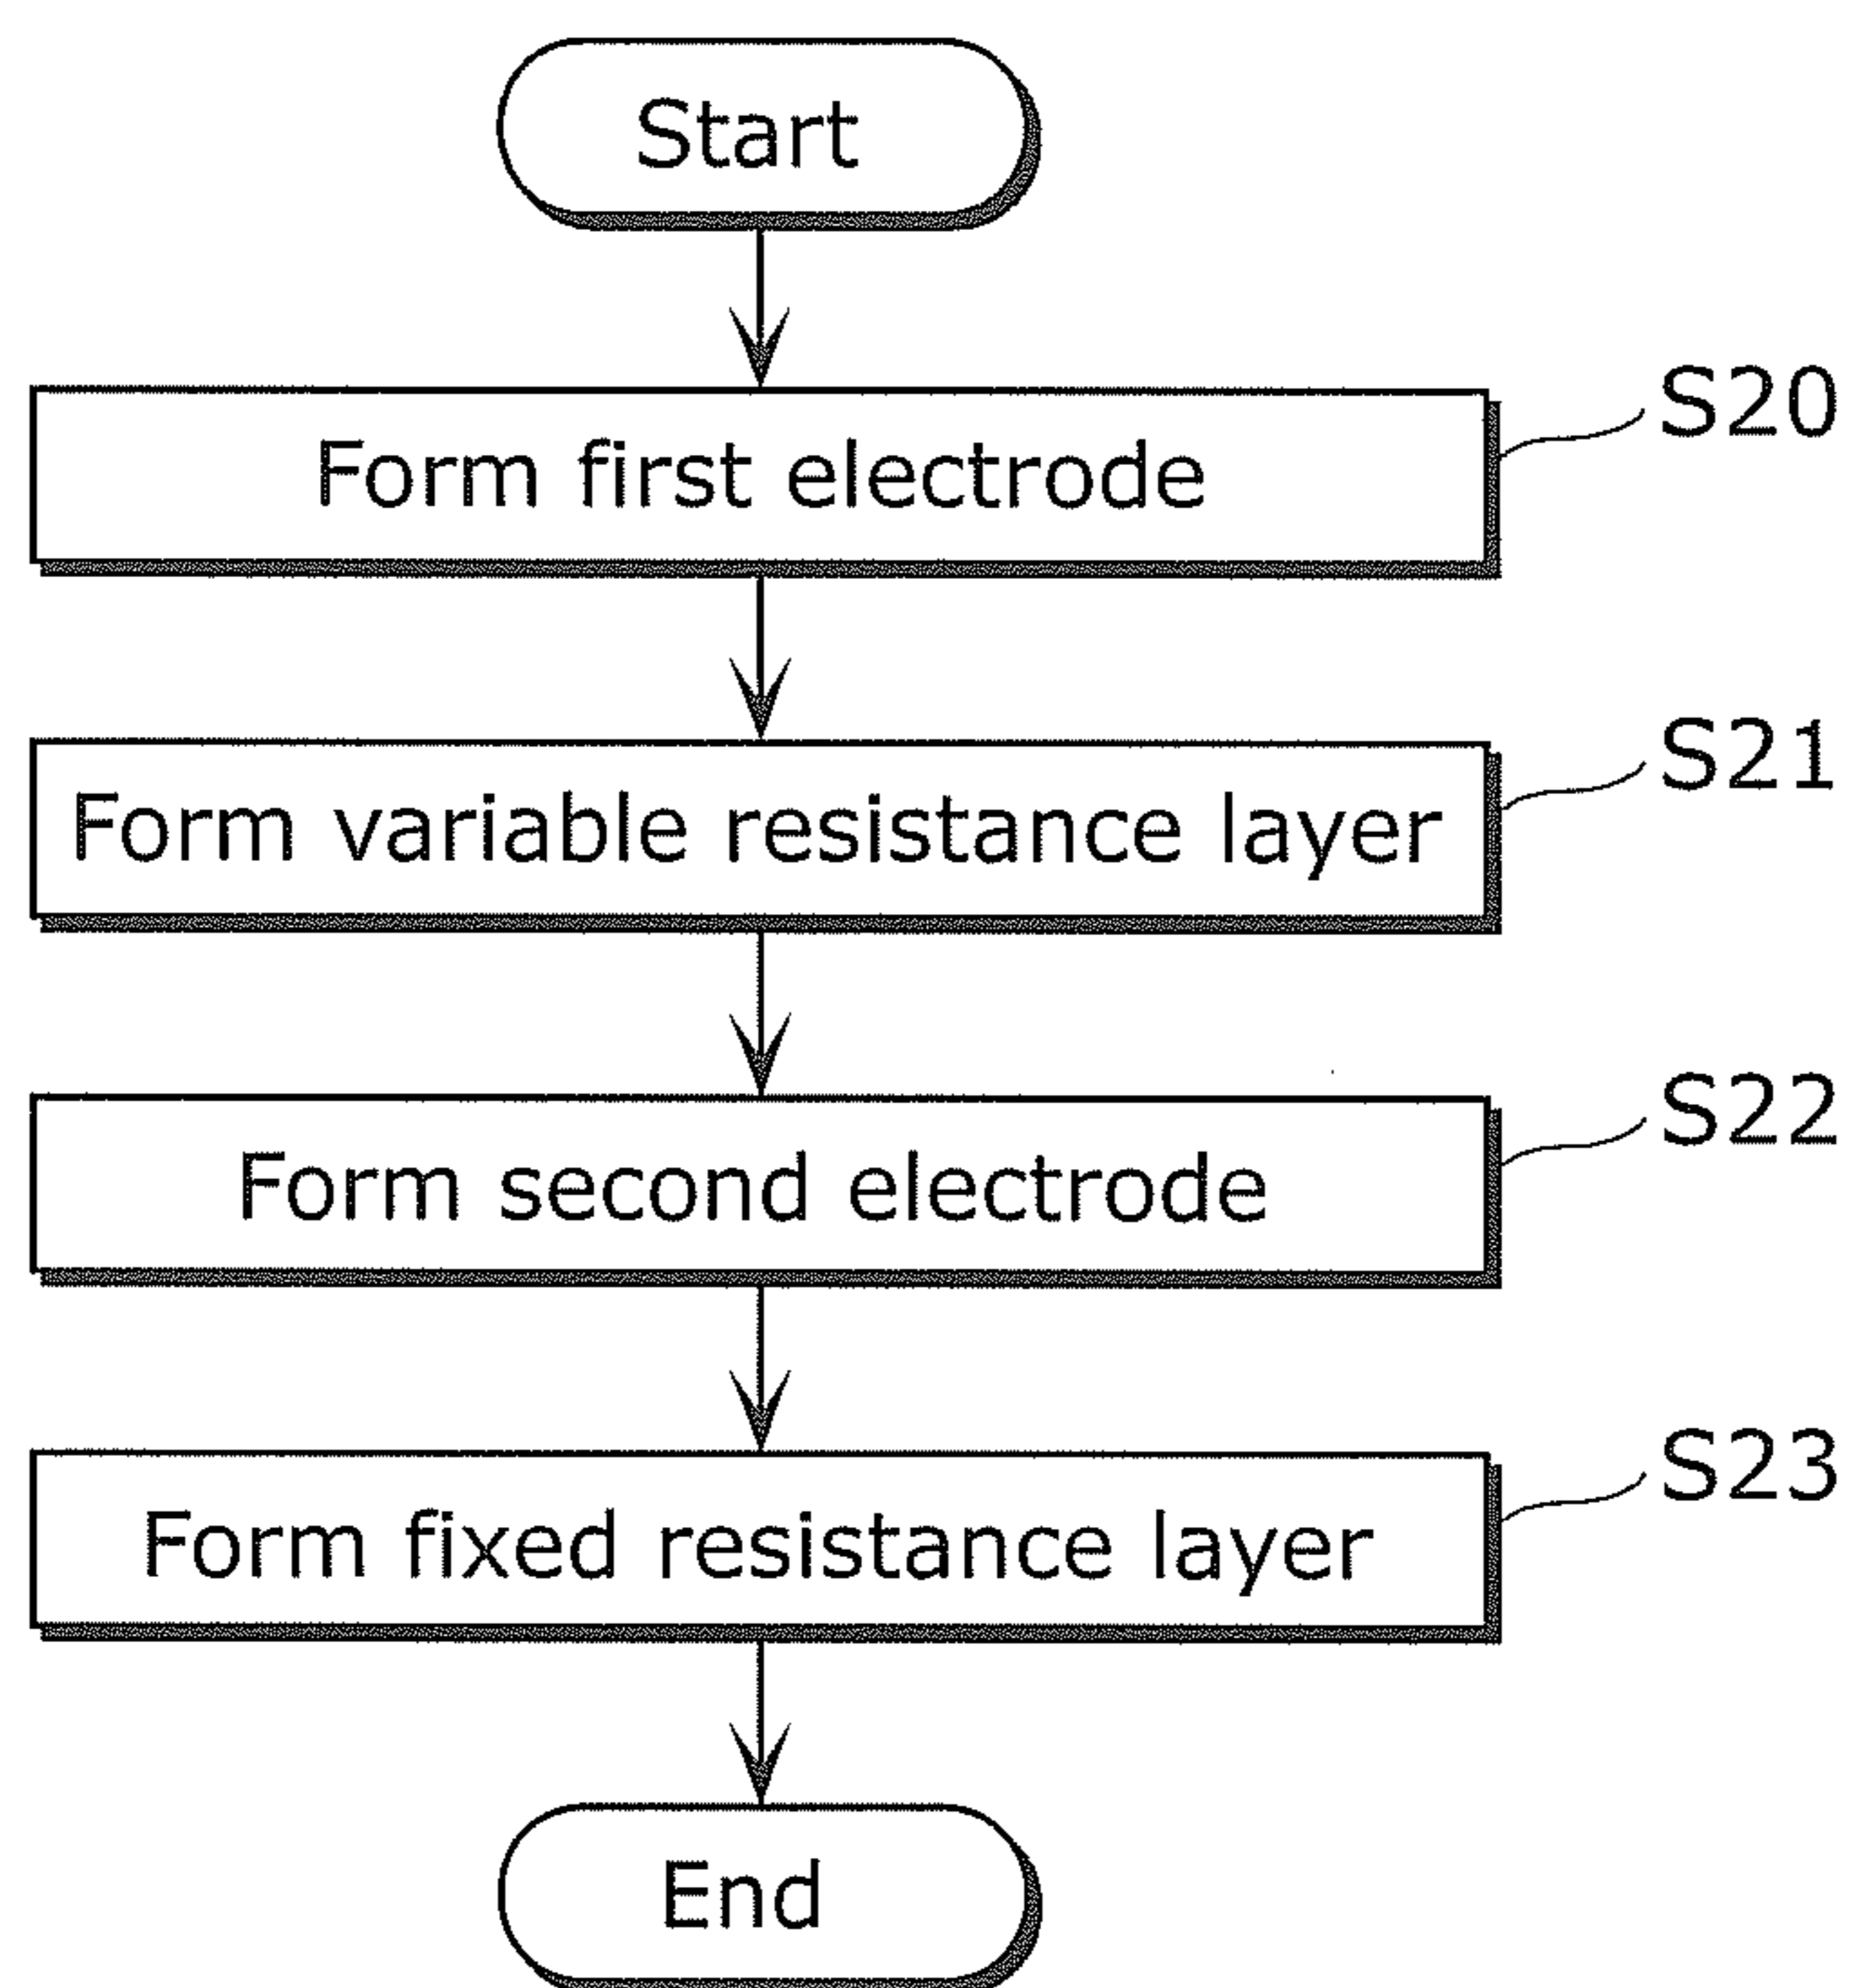 Start
S20
Form first electrode
S21
Form variable resistance layer
S22
Form second electrode
S23
Form fixed resistance layer
End